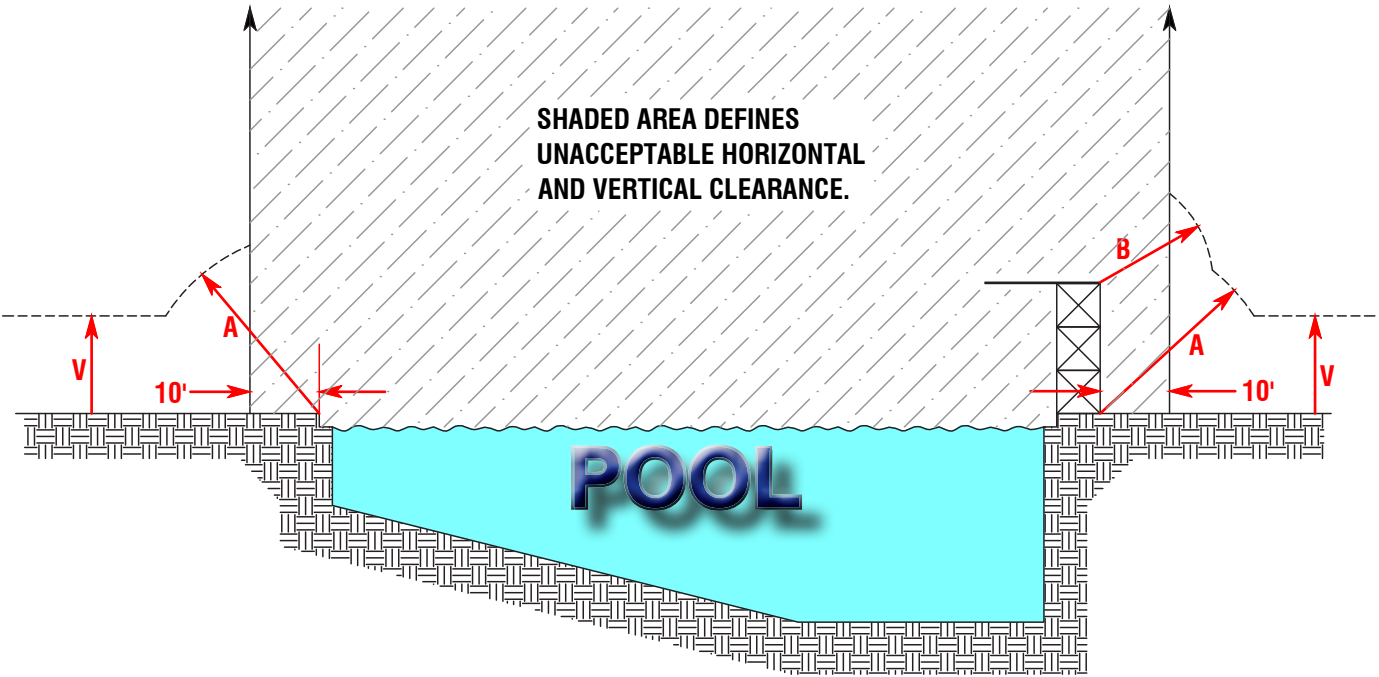 SHADED AREA DEFINES
UNACCEPTABLE HORIZONTAL
AND VERTICAL CLEARANCE.
B
A
A
V
V
10'
10'
POOL